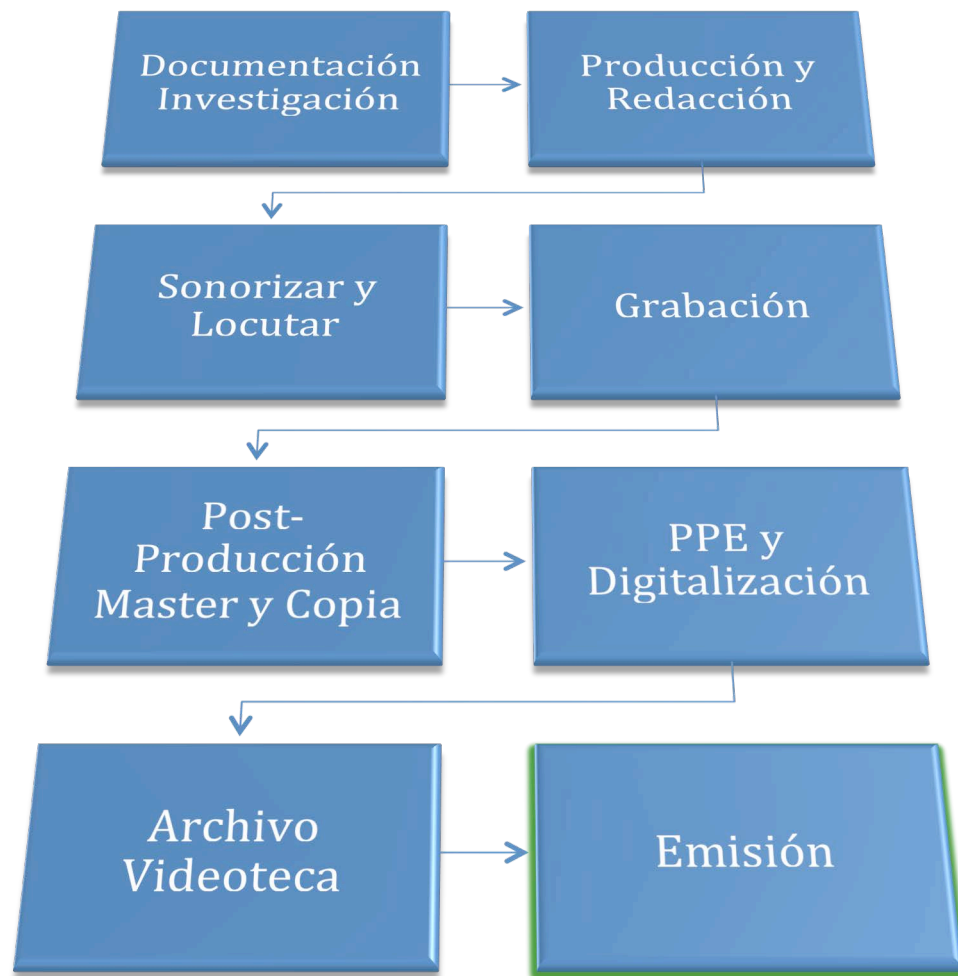 Documentación
Investigación
Producción y
Redacción
Sonorizar y
Locutar
Grabación
Post-
Producción
Master y Copia
PPE y
Digitalización
Archivo
Videoteca
Emisión